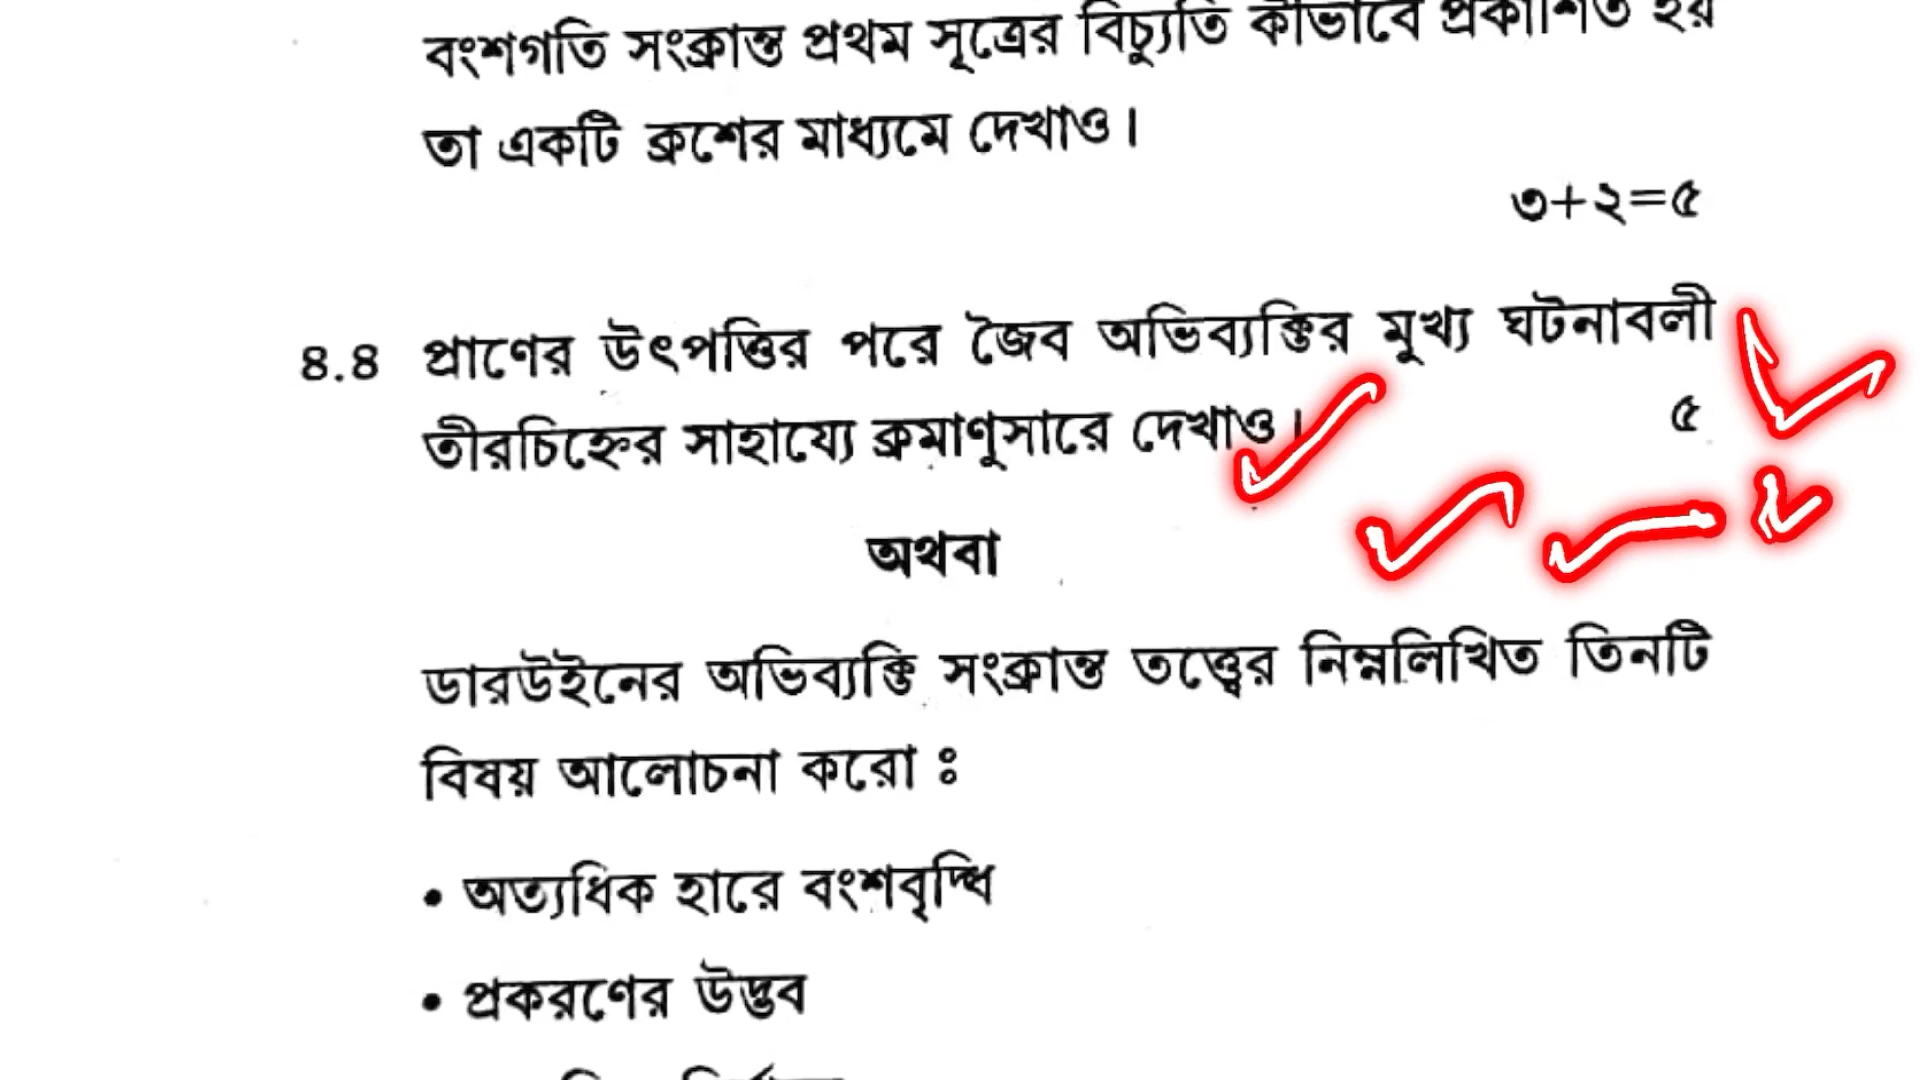 বংশগতি সংক্রান্ত প্রথম সূত্রের বিচ্যুতি কীভাবে প্রকাশিত হয়
তা একটি ক্রশের মাধ্যমে দেখাও।
৩+২=৫
৪.৪ প্রাণের উৎপত্তির পরে জৈব অভিব্যক্তির মুখ্য ঘটনাবলী
তীরচিহ্নের সাহায্যে ক্রমাণুসারে দেখাও। ৫
অথবা
ডারউইনের অভিব্যক্তি সংক্রান্ত তত্ত্বের নিম্নলিখিত তিনটি
বিষয় আলোচনা করো ঃ
• অত্যধিক হারে বংশবৃদ্ধি
• প্রকরণের উদ্ভব